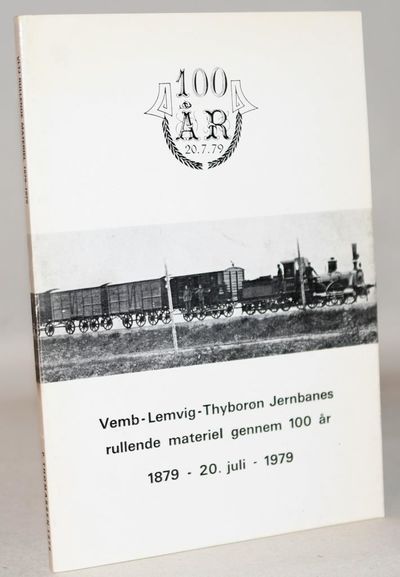 100
ÅR
20.7.79
Vemb-Lemvig-Thyborøn Jernbanes
rullende materiel gennem 100 år
1879 - 20. juli - 1979